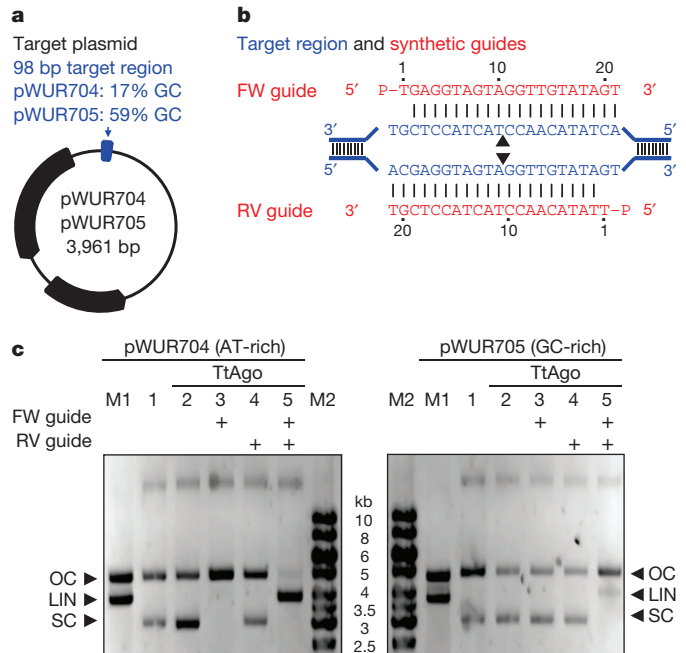 a
Target plasmid
98 bp target region
pWUR704: 17% GC
pWUR705: 59% GC
pWUR704
pWUR705
3,961 bp
b
Target region and synthetic guides
1 10 20
FW guide 5′ P–TGAGGTAGTAGGTTGTATAGT 3′
3′ TGCTCCATCATCCAACATATCA 5′
5′ ACGAGGTAGTAGGTTGTATAGT 3′
RV guide 3′ TGCTCCATCATCCAACATATT–P 5′
20 10 1
c
pWUR704 (AT-rich)
TtAgo
M1 1 2 3 4 5 M2
FW guide + +
RV guide + +
OC
LIN
SC
kb
10
8
6
5
4
3.5
3
2.5
pWUR705 (GC-rich)
TtAgo
M2 M1 1 2 3 4 5
+ +
+ +
OC
LIN
SC